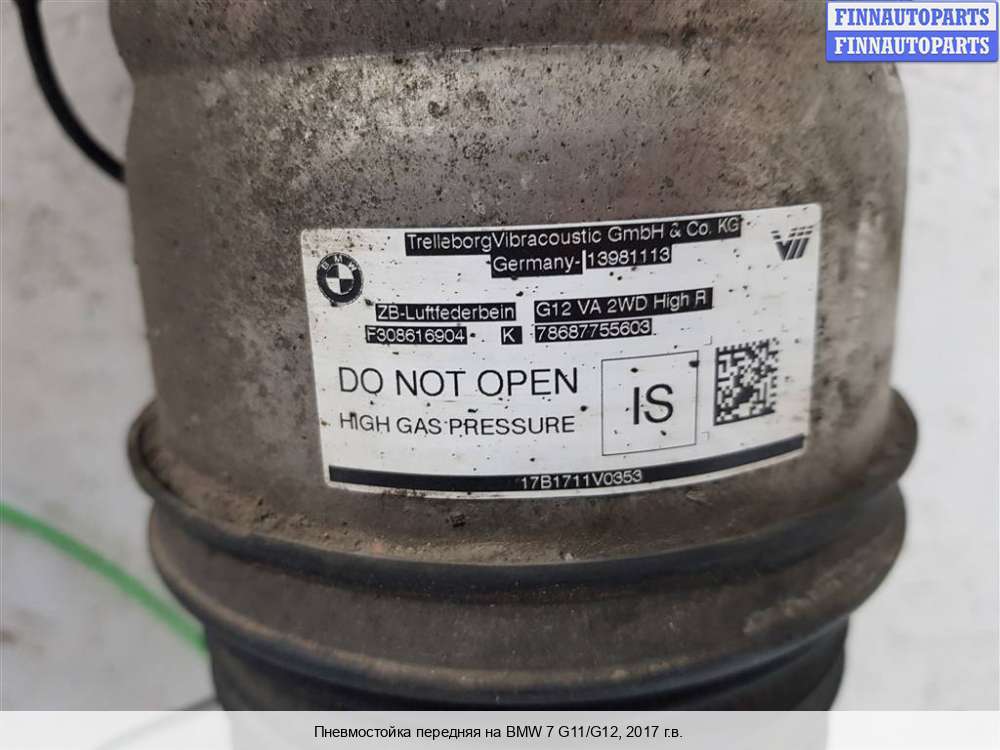 FINNAUTOPARTS
FINNAUTOPARTS
TrelleborgVibracoustic GmbH & Co. KG
Germany- 13981113
BMW
ZB-Luftfederbein G12 VA 2WD High R
F308616904 K 78687755603
DO NOT OPEN
HIGH GAS PRESSURE
IS
17B1711V0353
Пневмостойка передняя на BMW 7 G11/G12, 2017 г.в.